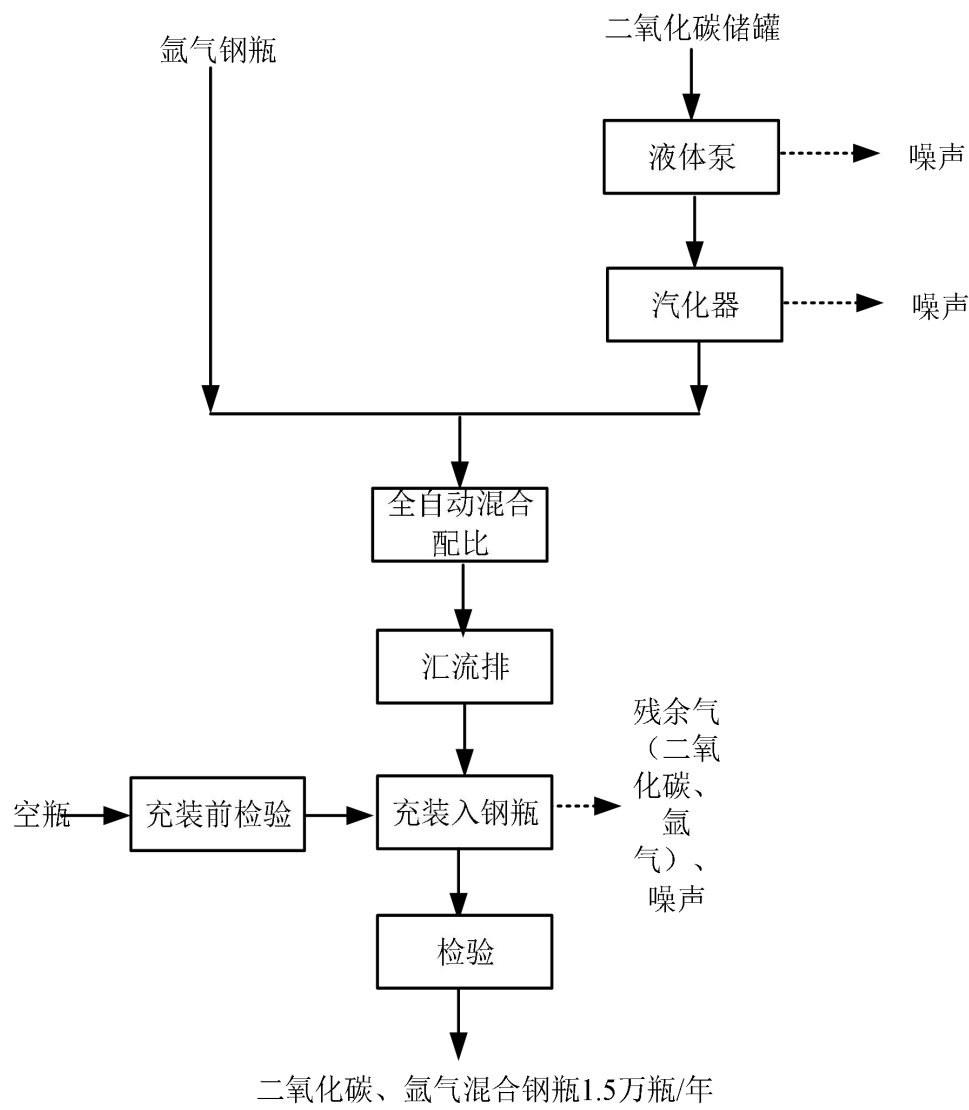 氩气钢瓶
二氧化碳储罐
液体泵
噪声
汽化器
噪声
全自动混合
配比
汇流排
残余气
（二氧
化碳、
氩
气）、
噪声
空瓶
充装前检验
充装入钢瓶
检验
二氧化碳、氩气混合钢瓶1.5万瓶/年